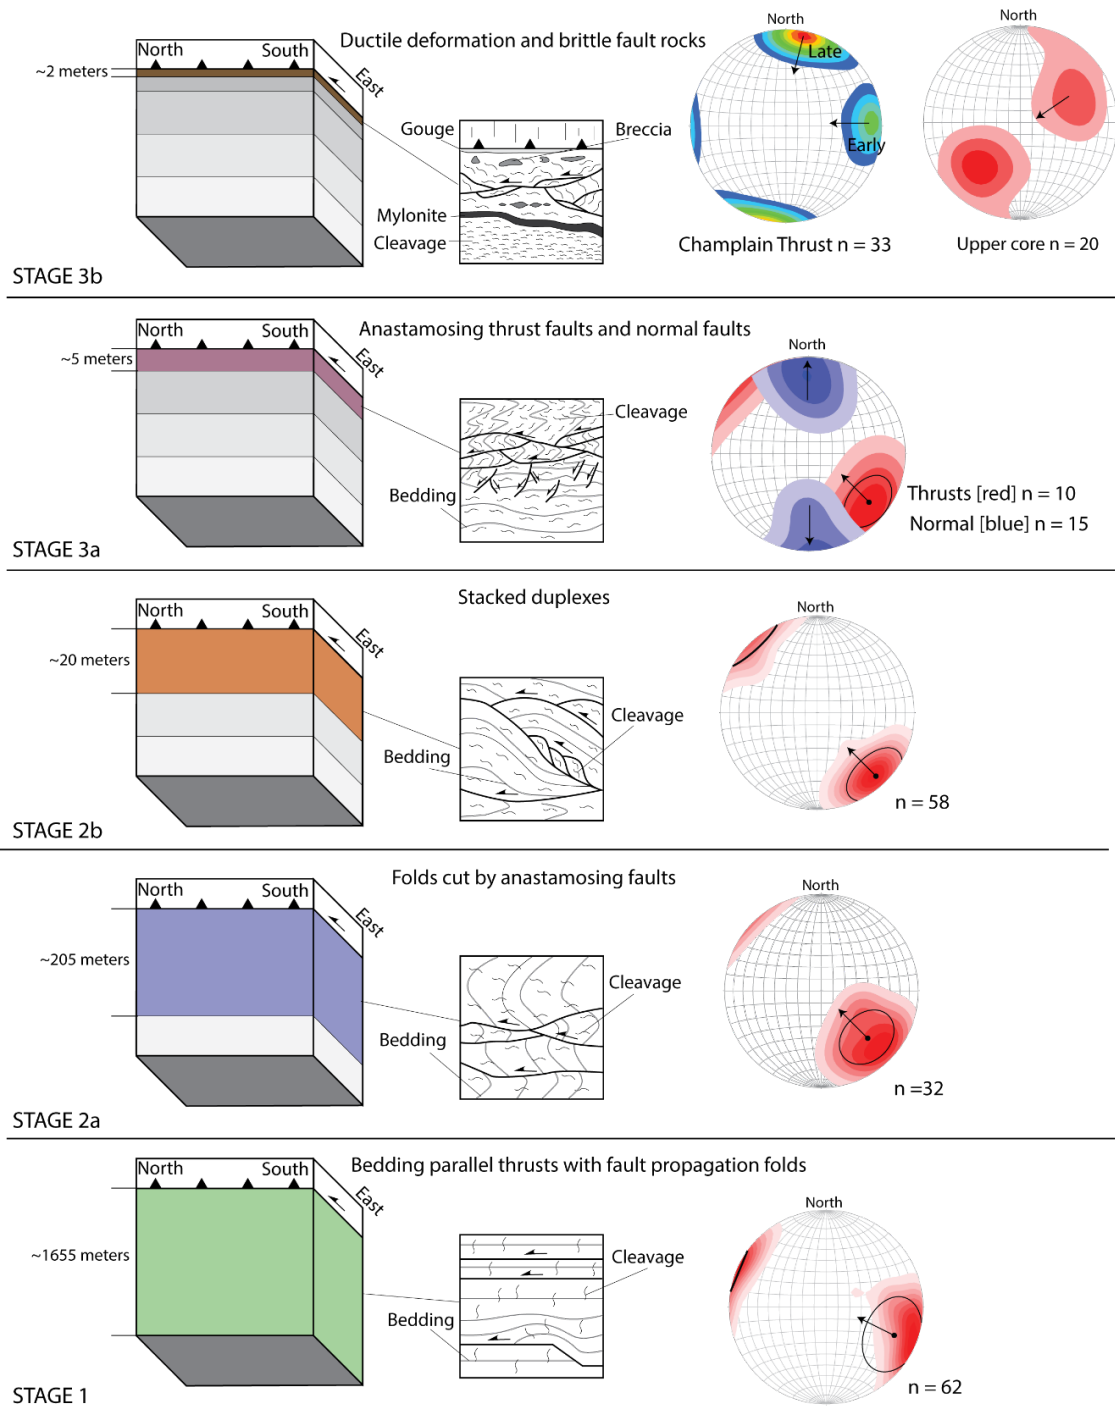 North
South
East
~2 meters
Ductile deformation and brittle fault rocks
Gouge
Breccia
Mylonite
Cleavage
North
Late
Early
Champlain Thrust n = 33
North
Upper core n = 20
STAGE 3b
North
South
East
~5 meters
Anastamosing thrust faults and normal faults
Cleavage
Bedding
North
Thrusts [red] n = 10
Normal [blue] n = 15
STAGE 3a
North
South
East
~20 meters
Stacked duplexes
Cleavage
Bedding
North
n = 58
STAGE 2b
North
South
East
~205 meters
Folds cut by anastamosing faults
Cleavage
Bedding
North
n =32
STAGE 2a
North
South
East
~1655 meters
Bedding parallel thrusts with fault propagation folds
Cleavage
Bedding
North
n = 62
STAGE 1